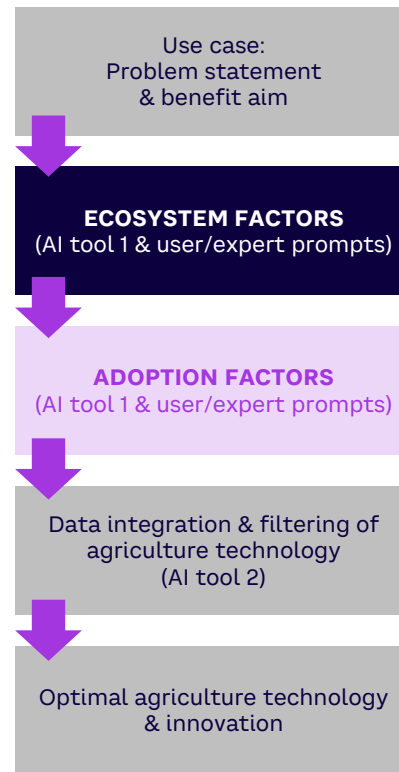 Use case:
Problem statement
& benefit aim
ECOSYSTEM FACTORS
(AI tool 1 & user/expert prompts)
ADOPTION FACTORS
(AI tool 1 & user/expert prompts)
Data integration & filtering of
agriculture technology
(AI tool 2)
Optimal agriculture technology
& innovation